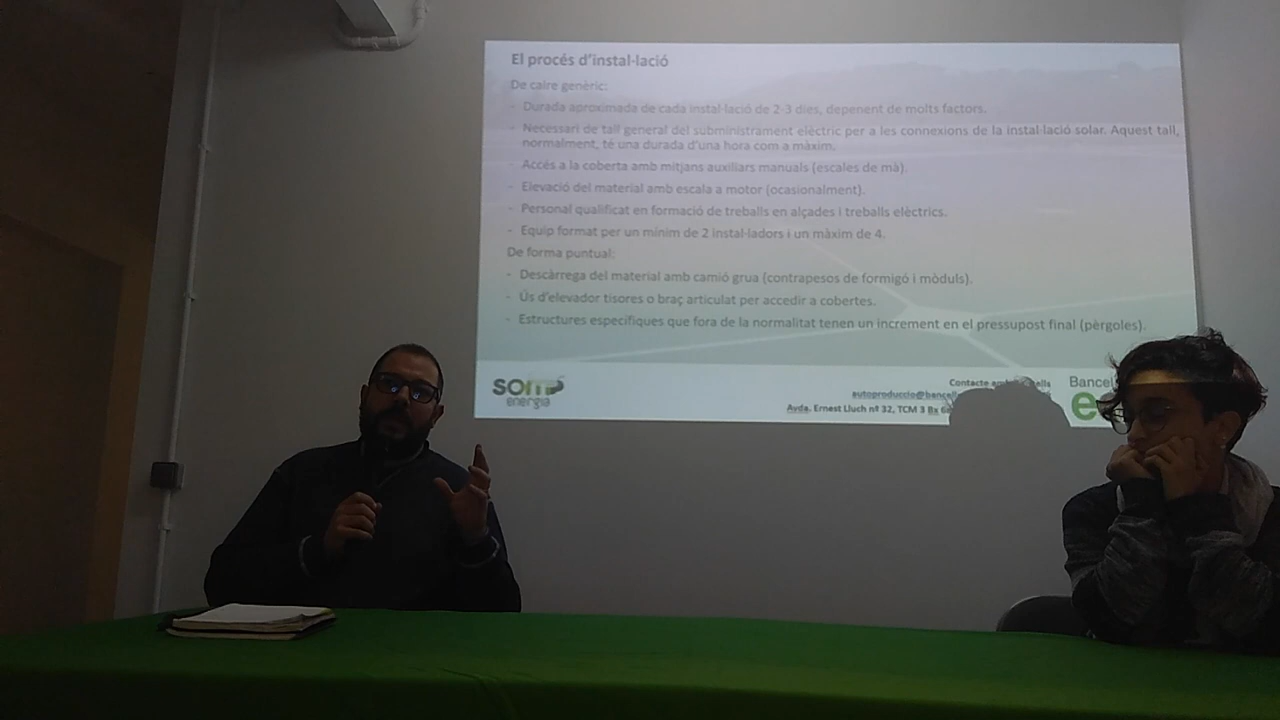 El procés d'instal·lació
De caire genèric:
- Durada aproximada de cada instal·lació de 2-3 dies, depenent de molts factors.
- Necessari de tall general del subministrament elèctric per a les connexions de la instal·lació solar. Aquest tall,
normalment, té una durada d'una hora com a màxim.
- Accés a la coberta amb mitjans auxiliars manuals (escales de mà).
- Elevació del material amb escala a motor (ocasionalment).
- Personal qualificat en formació de treballs en alçades i treballs elèctrics.
- Equip format per un mínim de 2 instal·ladors i un màxim de 4.
De forma puntual:
- Descàrrega del material amb camió grua (contrapesos de formigó i mòduls).
- Ús d'elevador tisores o braç articulat per accedir a cobertes.
- Estructures especifiques que fora de la normalitat tenen un increment en el pressupost final (pèrgoles).
som energia
Contacte
autoproduccio@bancell
Avda. Ernest Lluch nº 32, TCM 3
Bancel
e